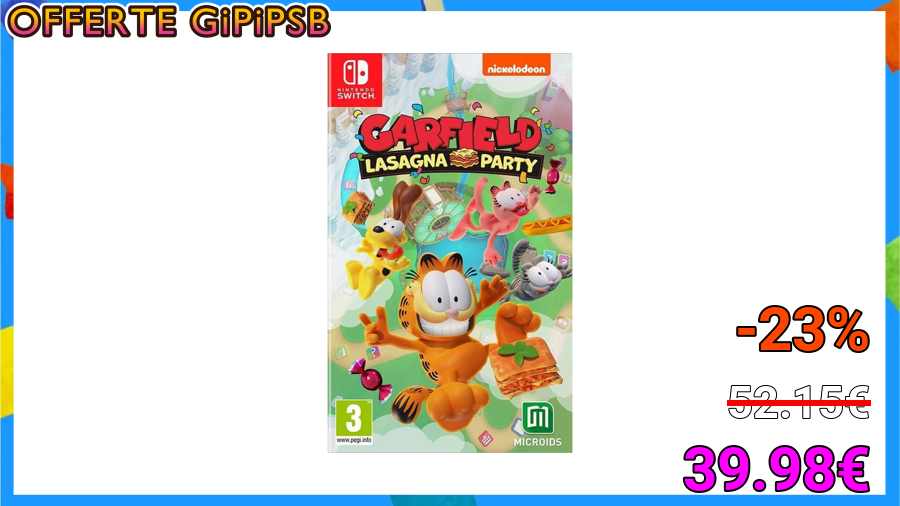 OFFERTE GiPiPSB
NINTENDO
SWITCH
nickelodeon
GARFIELD
LASAGNA PARTY
3
www.pegi.info
MICROIDS
-23%
52.15€
39.98€